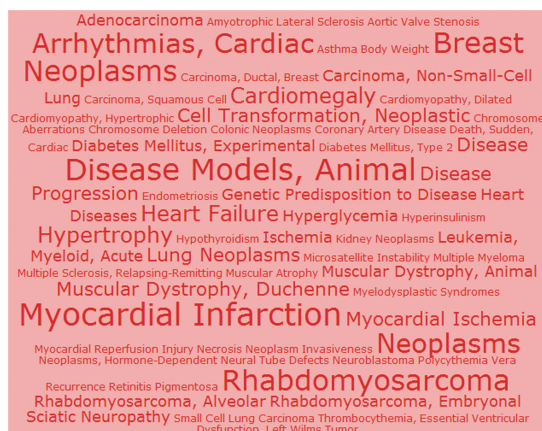 Adenocarcinoma Amyotrophic Lateral Sclerosis Aortic Valve Stenosis
Arrhythmias, Cardiac Asthma Body Weight Breast
Neoplasms Carcinoma, Ductal, Breast Carcinoma, Non-Small-Cell
Lung Carcinoma, Squamous Cell Cardiomegaly Cardiomyopathy, Dilated
Cardiomyopathy, Hypertrophic Cell Transformation, Neoplastic Chromosome
Aberrations Chromosome Deletion Colonic Neoplasms Coronary Artery Disease Death, Sudden,
Cardiac Diabetes Mellitus, Experimental Diabetes Mellitus, Type 2 Disease
Disease Models, Animal Disease
Progression Endometriosis Genetic Predisposition to Disease Heart
Diseases Heart Failure Hyperglycemia Hyperinsulinism
Hypertrophy Hypothyroidism Ischemia Kidney Neoplasms Leukemia,
Myeloid, Acute Lung Neoplasms Microsatellite Instability Multiple Myeloma
Multiple Sclerosis, Relapsing-Remitting Muscular Atrophy Muscular Dystrophy, Animal
Muscular Dystrophy, Duchenne Myelodysplastic Syndromes
Myocardial Infarction Myocardial Ischemia
Myocardial Reperfusion Injury Necrosis Neoplasm Invasiveness Neoplasms
Neoplasms, Hormone-Dependent Neural Tube Defects Neuroblastoma Polycythemia Vera
Recurrence Retinitis Pigmentosa Rhabdomyosarcoma
Rhabdomyosarcoma, Alveolar Rhabdomyosarcoma, Embryonal
Sciatic Neuropathy Small Cell Lung Carcinoma Thrombocythemia, Essential Ventricular
Dysfunction, Left Wilms Tumor